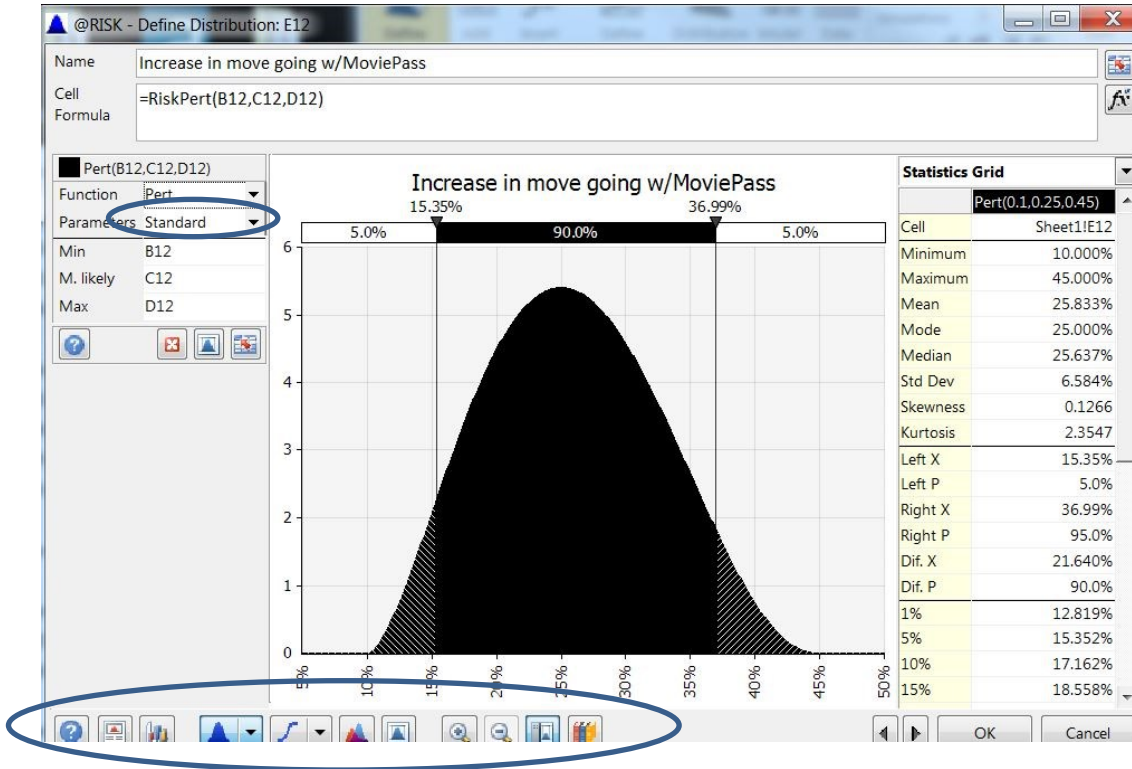 @RISK - Define Distribution: E12
Name Increase in move going w/MoviePass
Cell Formula =RiskPert(B12,C12,D12)
Pert(B12,C12,D12)
Function Pert
Parameters Standard
Min B12
M. likely C12
Max D12
Increase in move going w/MoviePass
15.35% 36.99%
5.0% 90.0% 5.0%
6
5
4
3
2
1
0
5% 10% 15% 20% 25% 30% 35% 40% 45% 50%
Statistics Grid
Pert(0.1,0.25,0.45)
Cell Sheet1!E12
Minimum 10.000%
Maximum 45.000%
Mean 25.833%
Mode 25.000%
Median 25.637%
Std Dev 6.584%
Skewness 0.1266
Kurtosis 2.3547
Left X 15.35%
Left P 5.0%
Right X 36.99%
Right P 95.0%
Dif. X 21.640%
Dif. P 90.0%
1% 12.819%
5% 15.352%
10% 17.162%
15% 18.558%
OK Cancel